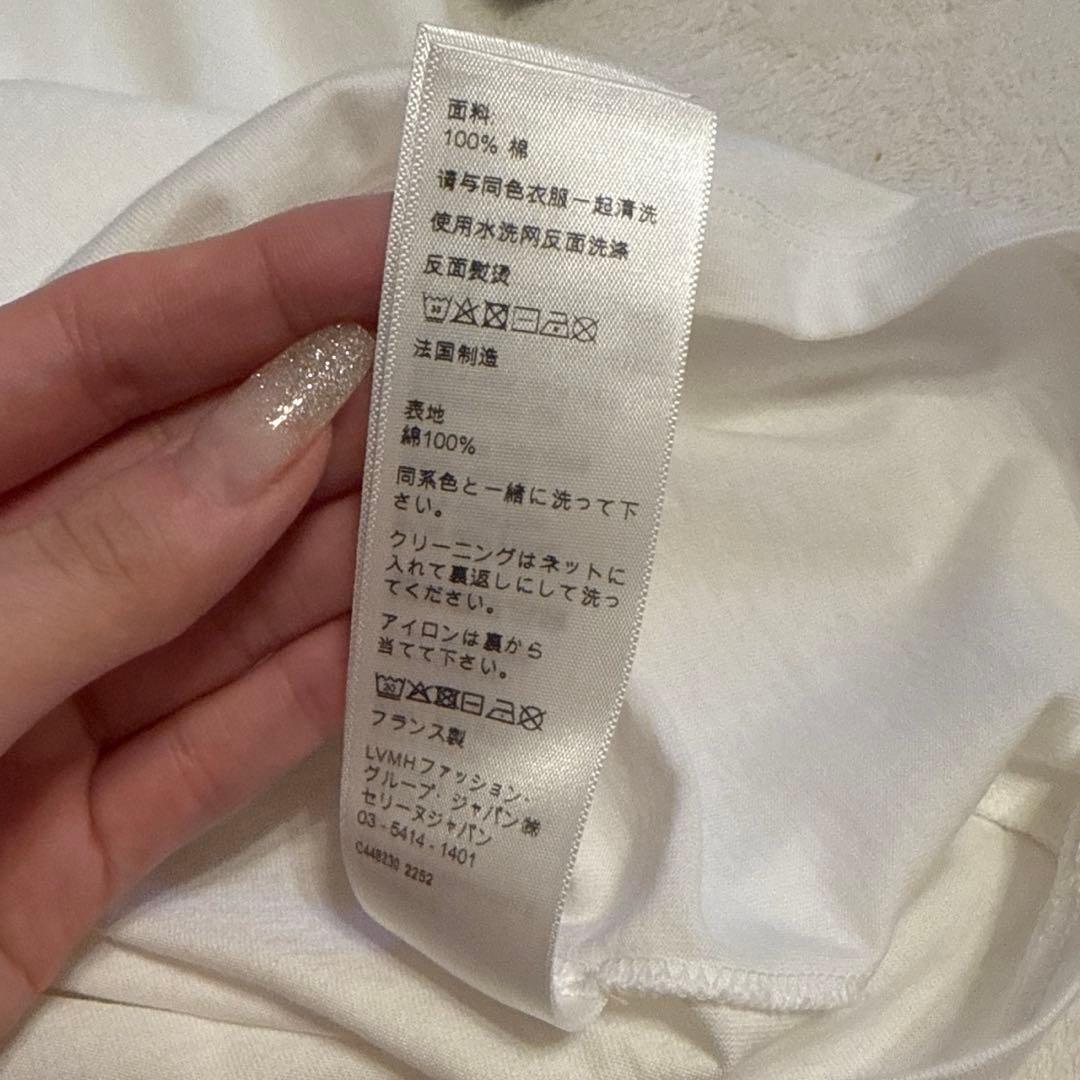 面料
100% 棉
请与同色衣服一起清洗
使用水洗网反面洗涤
反面熨烫
法国制造
表地
綿100%
同系色と一緒に洗って下
さい。
クリーニングはネットに
入れて裏返しにして洗っ
てください。
アイロンは裏から
当てて下さい。
フランス製
LVMHファッション・
グループ・ジャパン㈱
セリーヌジャパン
03 - 5414 - 1401
C448230 2252